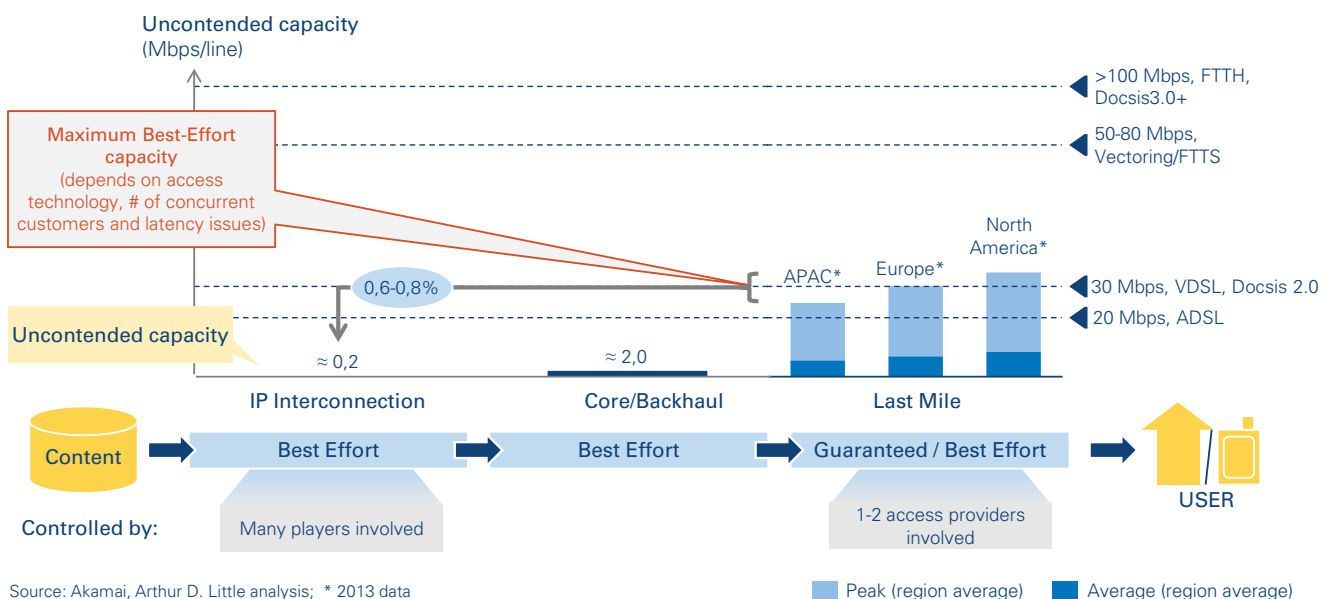 Uncontended capacity
(Mbps/line)
>100 Mbps, FTTH,
Docsis3.0+
Maximum Best-Effort
capacity
(depends on access
technology, # of concurrent
customers and latency issues)
50-80 Mbps,
Vectoring/FTTS
North
America*
APAC*
Europe*
0,6-0,8%
30 Mbps, VDSL, Docsis 2.0
20 Mbps, ADSL
Uncontended capacity
≈ 0,2
≈ 2,0
IP Interconnection
Core/Backhaul
Last Mile
Content
Best Effort
Best Effort
Guaranteed / Best Effort
USER
Controlled by:
Many players involved
1-2 access providers
involved
Source: Akamai, Arthur D. Little analysis; * 2013 data
Peak (region average)
Average (region average)